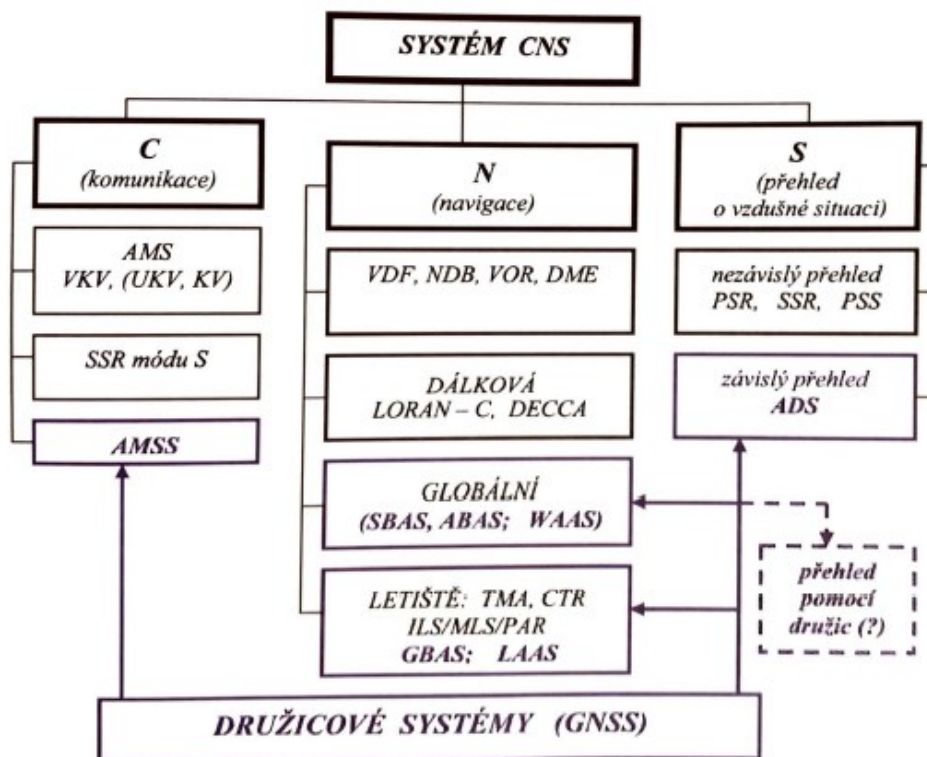 SYSTÉM CNS
C
(komunikace)
AMS
VKV, (UKV, KV)
SSR módu S
AMSS
N
(navigace)
VDF, NDB, VOR, DME
DÁLKOVÁ
LORAN – C, DECCA
GLOBÁLNÍ
(SBAS, ABAS; WAAS)
LETIŠTĚ: TMA, CTR
ILS/MLS/PAR
GBAS; LAAS
S
(přehled
o vzdušné situaci)
nezávislý přehled
PSR, SSR, PSS
závislý přehled
ADS
přehled
pomocí
družic (?)
DRUŽICOVÉ SYSTÉMY (GNSS)